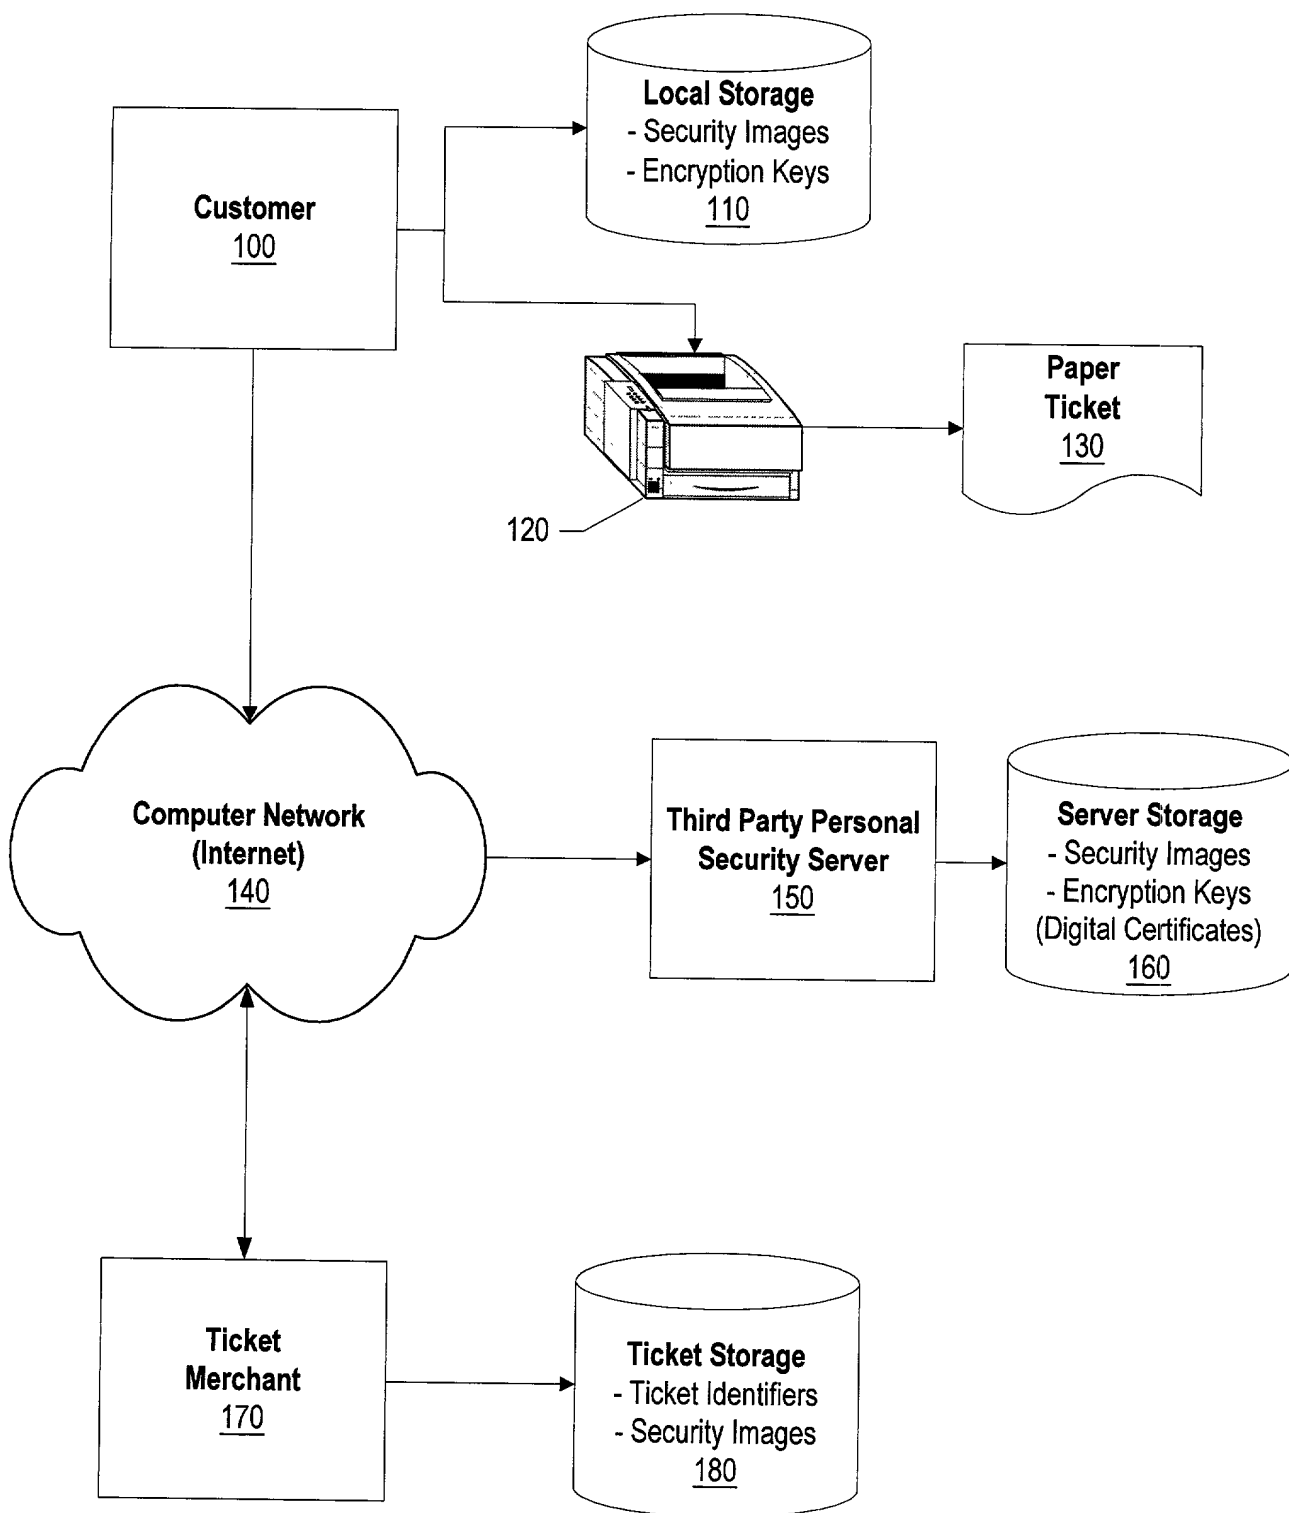 Local Storage
- Security Images
- Encryption Keys
110
Customer
100
Paper
Ticket
130
120
Computer Network
(Internet)
140
Third Party Personal
Security Server
150
Server Storage
- Security Images
- Encryption Keys
(Digital Certificates)
160
Ticket
Merchant
170
Ticket Storage
- Ticket Identifiers
- Security Images
180